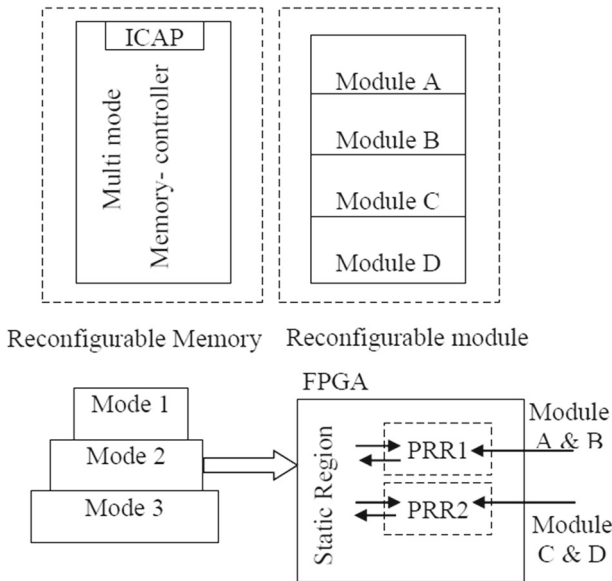 ICAP
Multi mode
Memory- controller
Module A
Module B
Module C
Module D
Reconfigurable Memory
Reconfigurable module
Mode 1
Mode 2
Mode 3
FPGA
Static Region
PRR1
PRR2
Module
A & B
Module
C & D